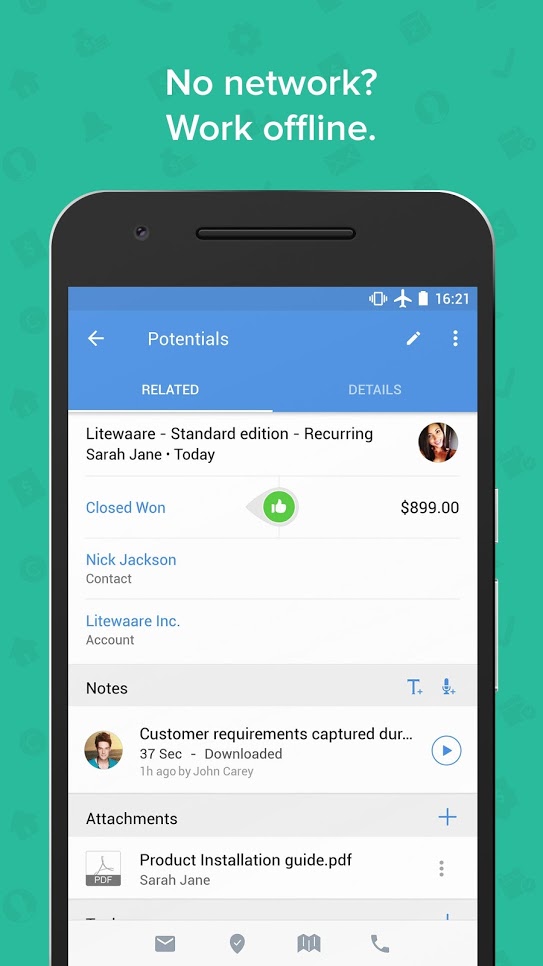 No network?
Work offline.
16:21
Potentials
RELATED DETAILS
Litewaare - Standard edition - Recurring
Sarah Jane • Today
Closed Won $899.00
Nick Jackson
Contact
Litewaare Inc.
Account
Notes
Customer requirements captured dur...
37 Sec - Downloaded
1h ago by John Carey
Attachments
Product Installation guide.pdf
PDF
Sarah Jane